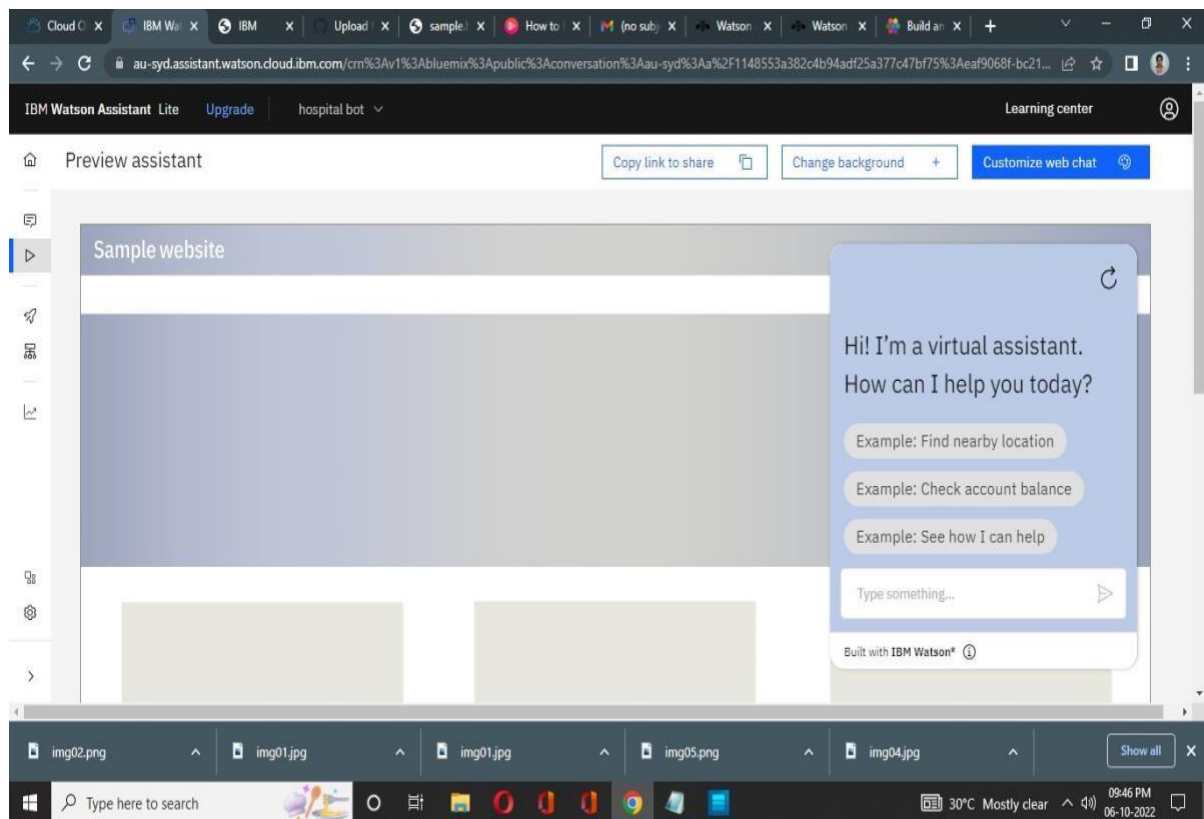 Cloud O
IBM Wat
IBM
Upload
sample.l
How to
M (no sub
Watson
Watson
Build an
au-syd.assistant.watson.cloud.ibm.com/crn%3Av1%3Abluemix%3Apublic%3Aconversation%3Aau-syd%3Aa%2F1148553a382c4b94adf25a377c47bf75%3Aeaf9068f-bc21...
IBM Watson Assistant Lite
Upgrade
hospital bot
Learning center
Preview assistant
Copy link to share
Change background +
Customize web chat
Sample website
Hi! I'm a virtual assistant.
How can I help you today?
Example: Find nearby location
Example: Check account balance
Example: See how I can help
Type something...
Built with IBM Watson®
img02.png
img01.jpg
img01.jpg
img05.png
img04.jpg
Show all
Type here to search
30°C Mostly clear
09:46 PM
06-10-2022